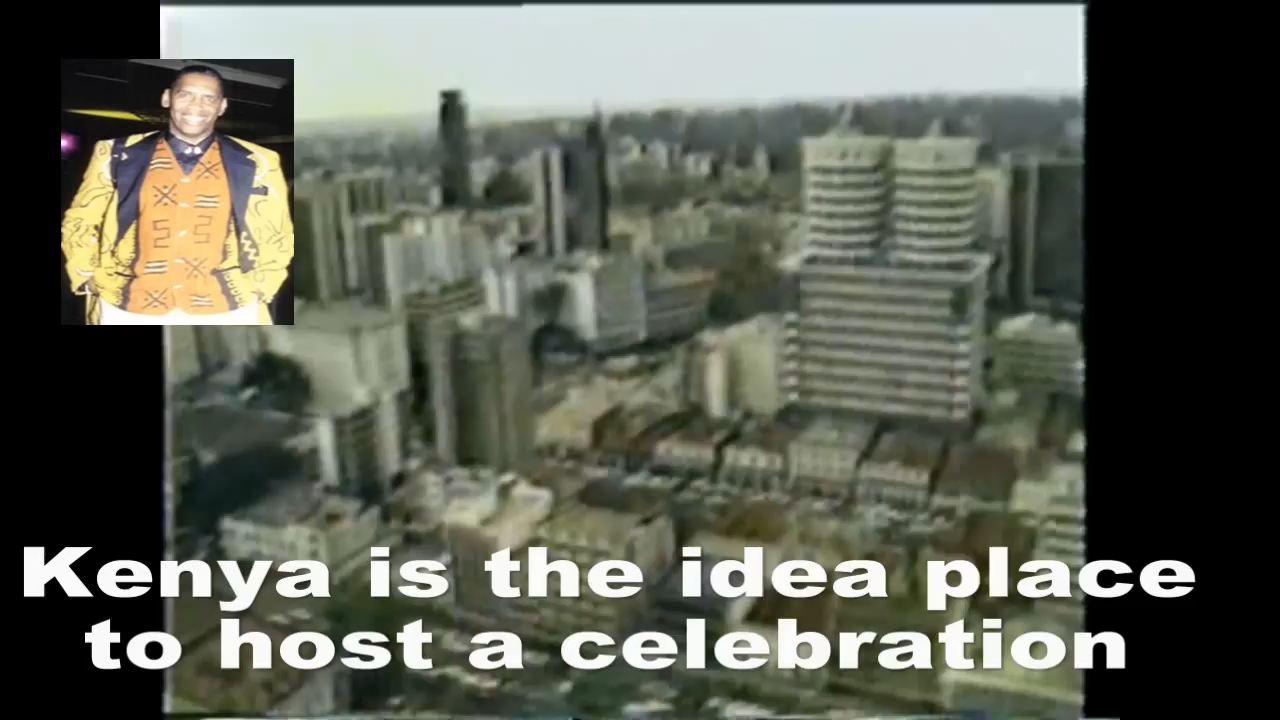 Kenya is the idea place
to host a celebration